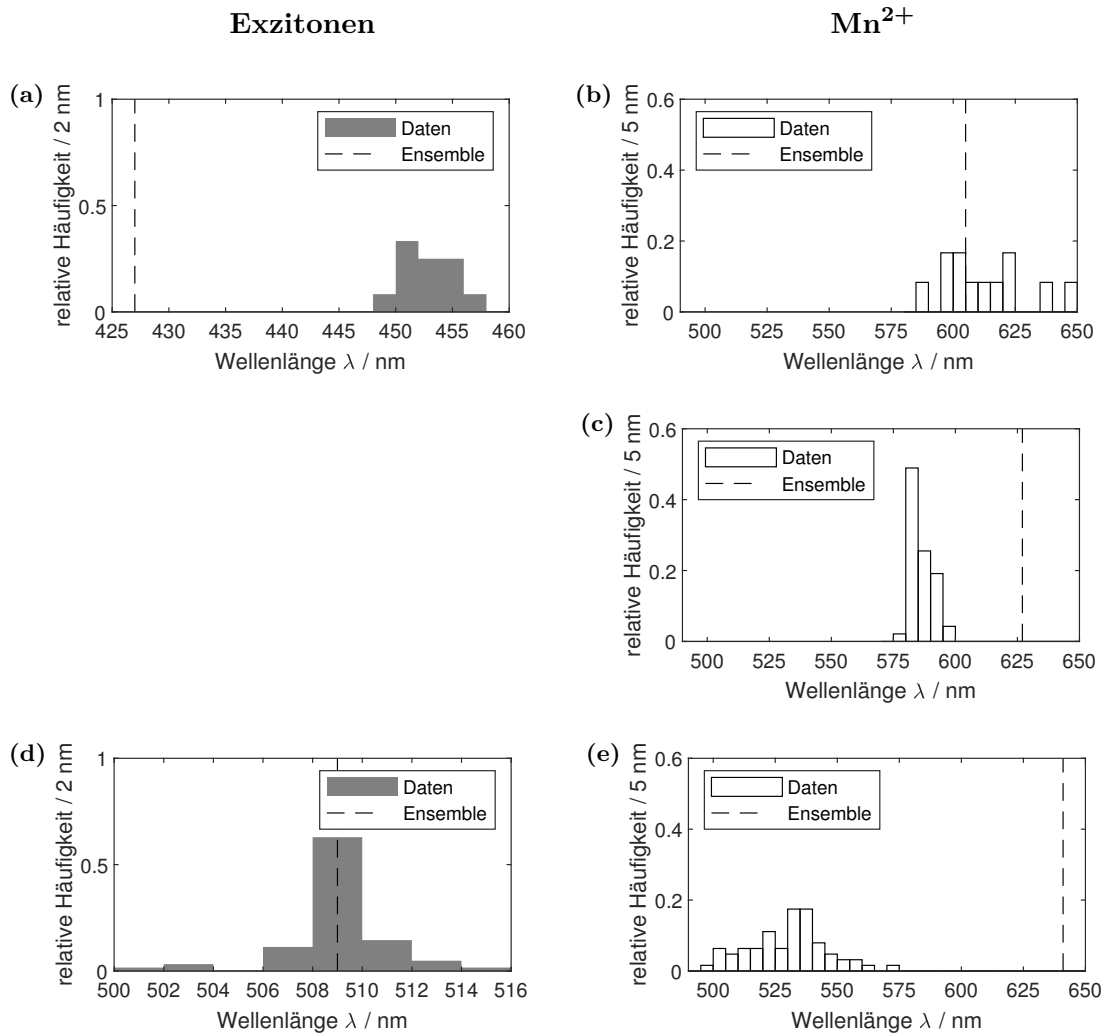 Exzitonen
Mn²⁺
(a)
relative Häufigkeit / 2 nm
1
0.5
0
Daten
Ensemble
425 430 435 440 445 450 455 460
Wellenlänge λ / nm
(b)
relative Häufigkeit / 5 nm
0.6
0.4
0.2
0
Daten
Ensemble
500 525 550 575 600 625 650
Wellenlänge λ / nm
(c)
relative Häufigkeit / 5 nm
0.6
0.4
0.2
0
Daten
Ensemble
500 525 550 575 600 625 650
Wellenlänge λ / nm
(d)
relative Häufigkeit / 2 nm
1
0.5
0
Daten
Ensemble
500 502 504 506 508 510 512 514 516
Wellenlänge λ / nm
(e)
relative Häufigkeit / 5 nm
0.6
0.4
0.2
0
Daten
Ensemble
500 525 550 575 600 625 650
Wellenlänge λ / nm